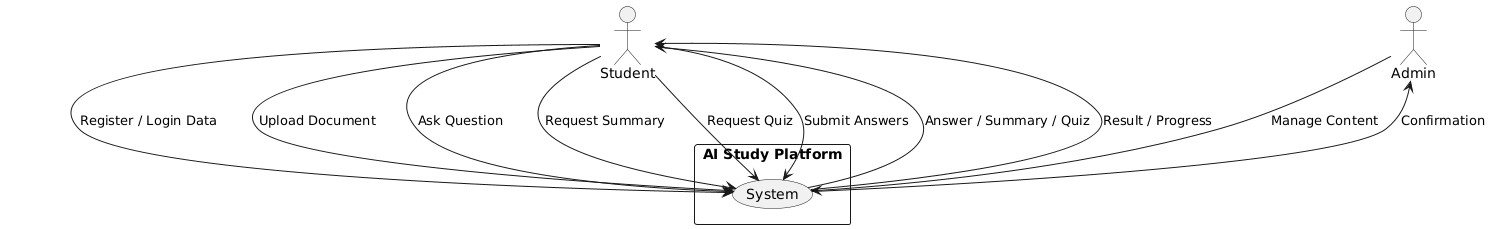 Student
Admin
Register / Login Data
Upload Document
Ask Question
Request Summary
Request Quiz
Submit Answers
Answer / Summary / Quiz
Result / Progress
Manage Content
Confirmation
AI Study Platform
System